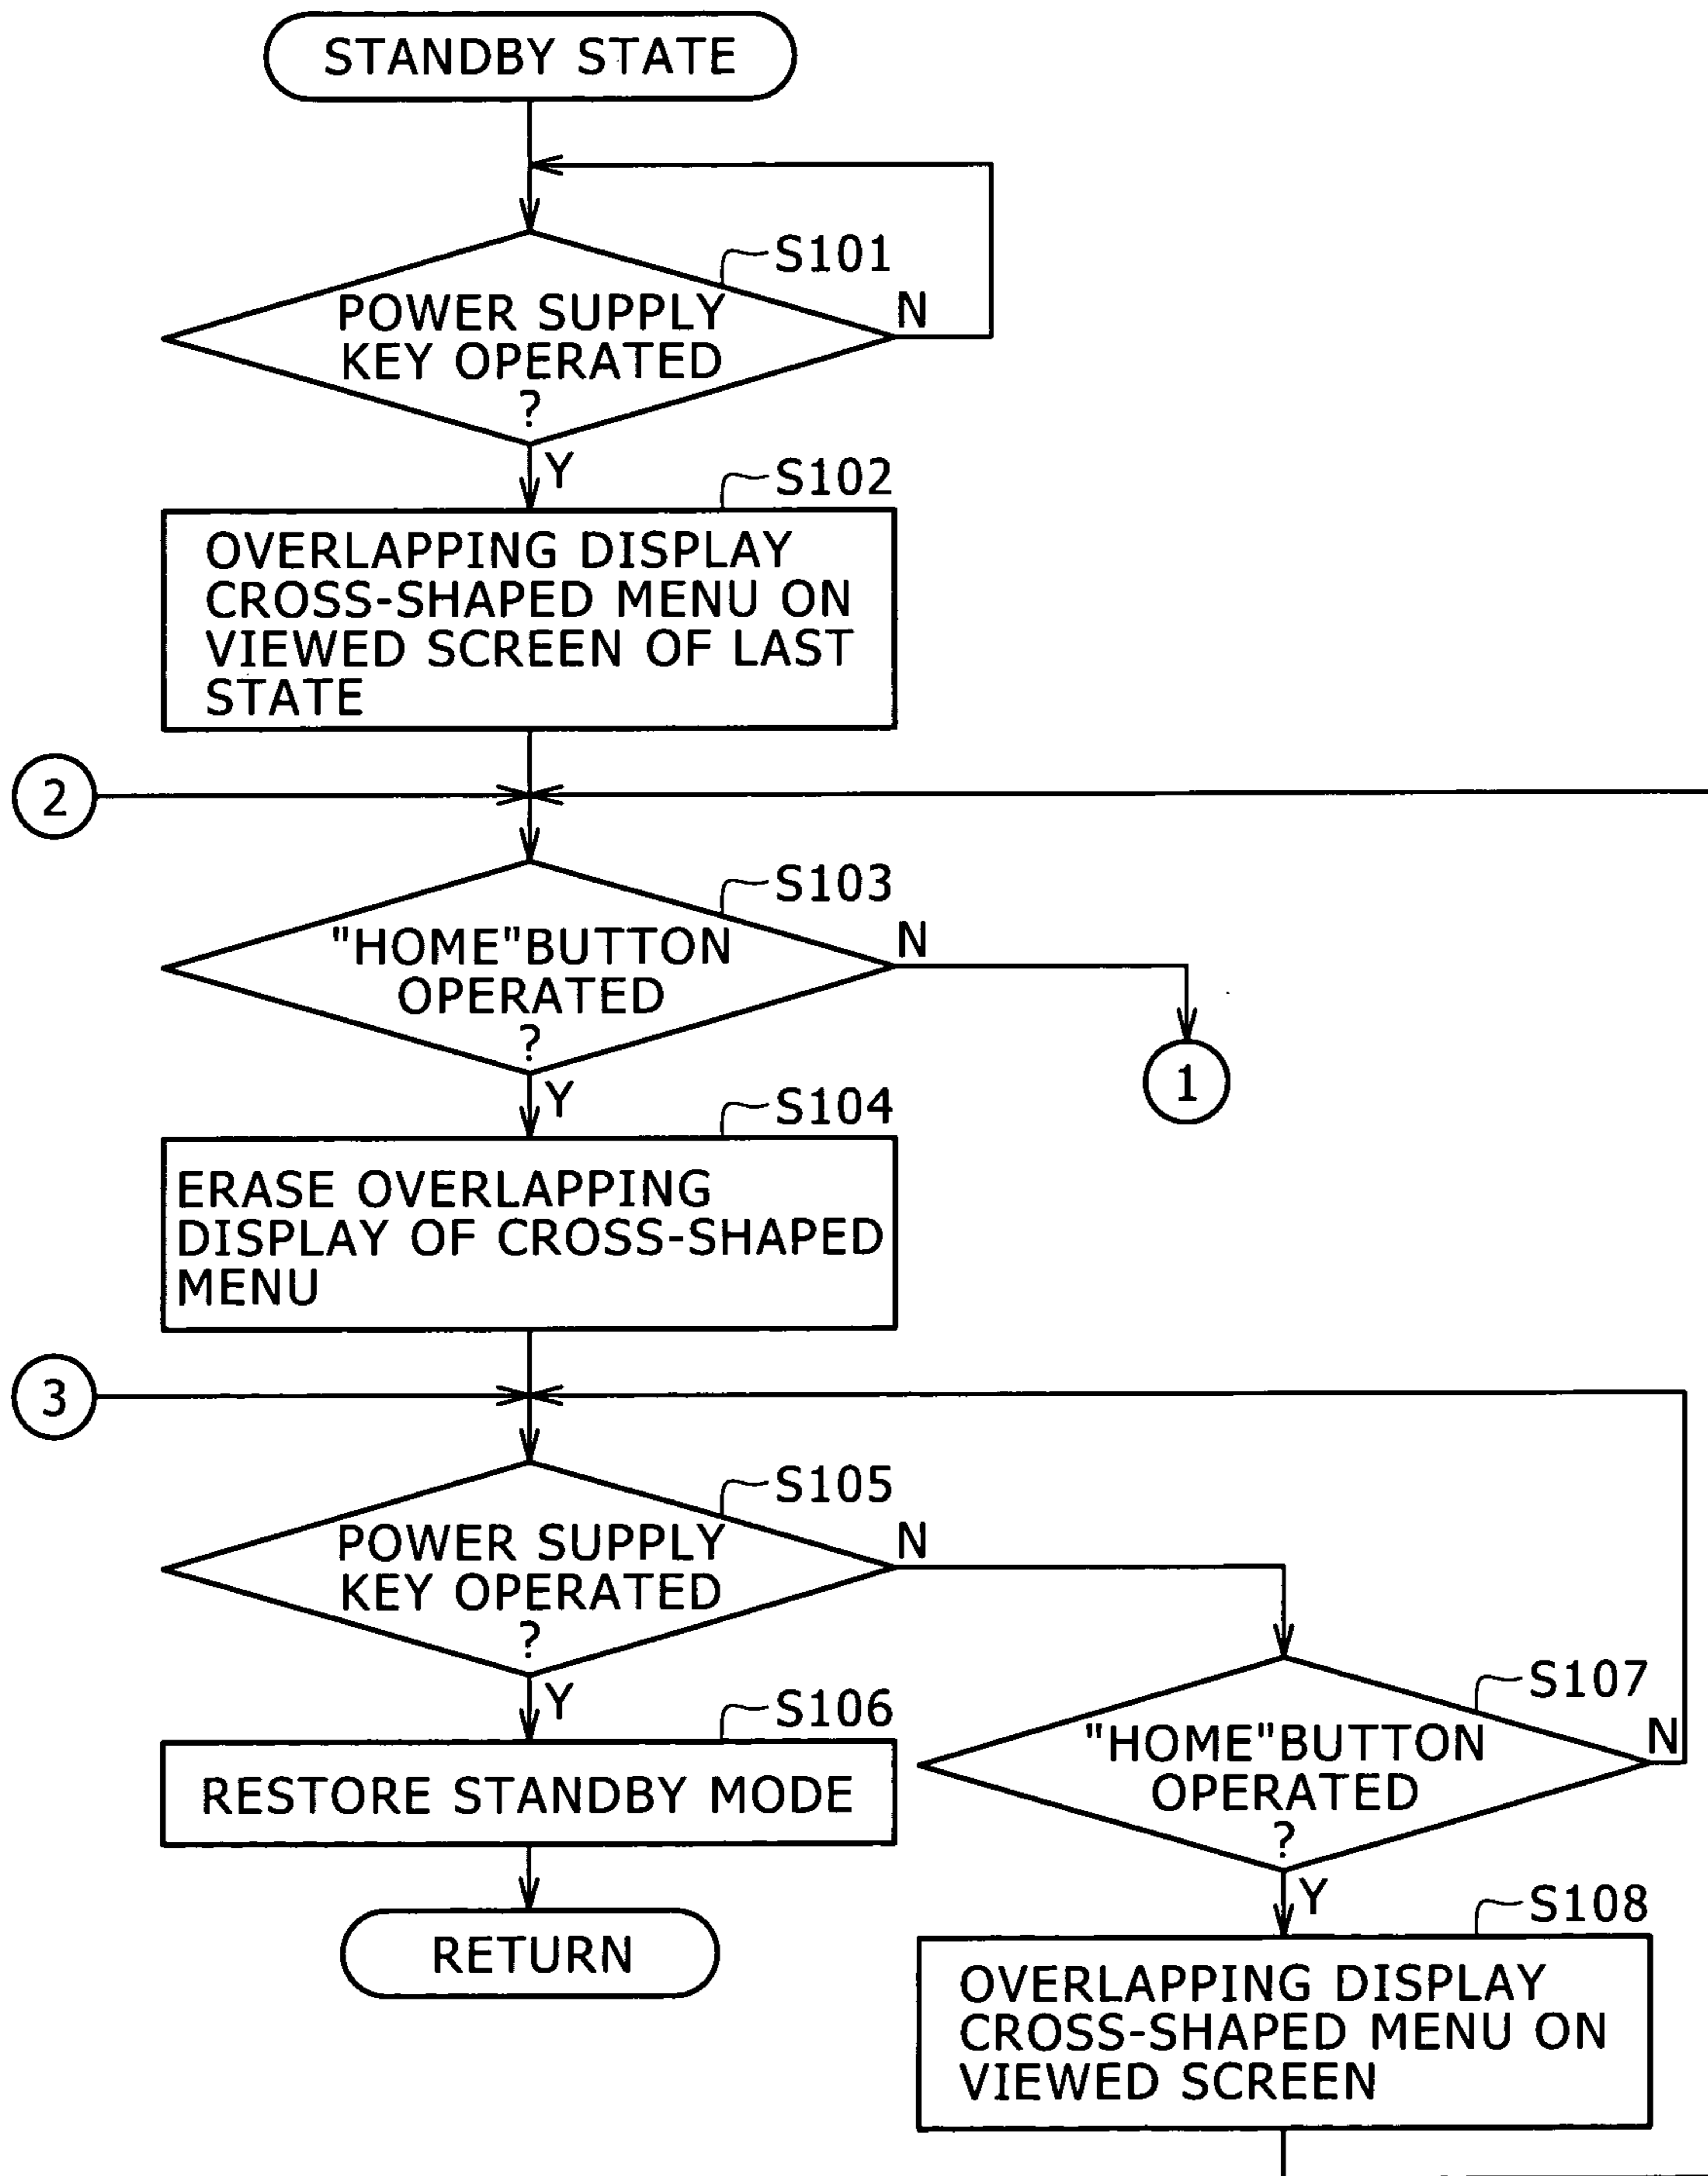 STANDBY STATE
S101
POWER SUPPLY
KEY OPERATED
?
N
Y
S102
OVERLAPPING DISPLAY
CROSS-SHAPED MENU ON
VIEWED SCREEN OF LAST
STATE
2
S103
"HOME"BUTTON
OPERATED
?
N
1
Y
S104
ERASE OVERLAPPING
DISPLAY OF CROSS-SHAPED
MENU
3
S105
POWER SUPPLY
KEY OPERATED
?
N
Y
S106
RESTORE STANDBY MODE
RETURN
S107
"HOME"BUTTON
OPERATED
?
N
Y
S108
OVERLAPPING DISPLAY
CROSS-SHAPED MENU ON
VIEWED SCREEN